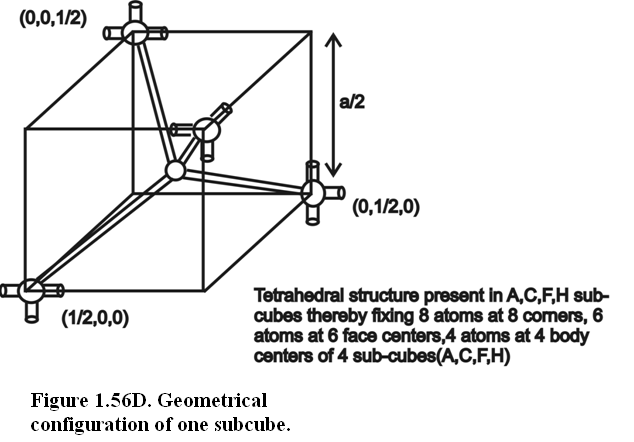 (0,0,1/2)
a/2
(0,1/2,0)
(1/2,0,0)
Tetrahedral structure present in A,C,F,H sub-
cubes thereby fixing 8 atoms at 8 corners, 6
atoms at 6 face centers,4 atoms at 4 body
centers of 4 sub-cubes(A,C,F,H)
Figure 1.56D. Geometrical
configuration of one subcube.